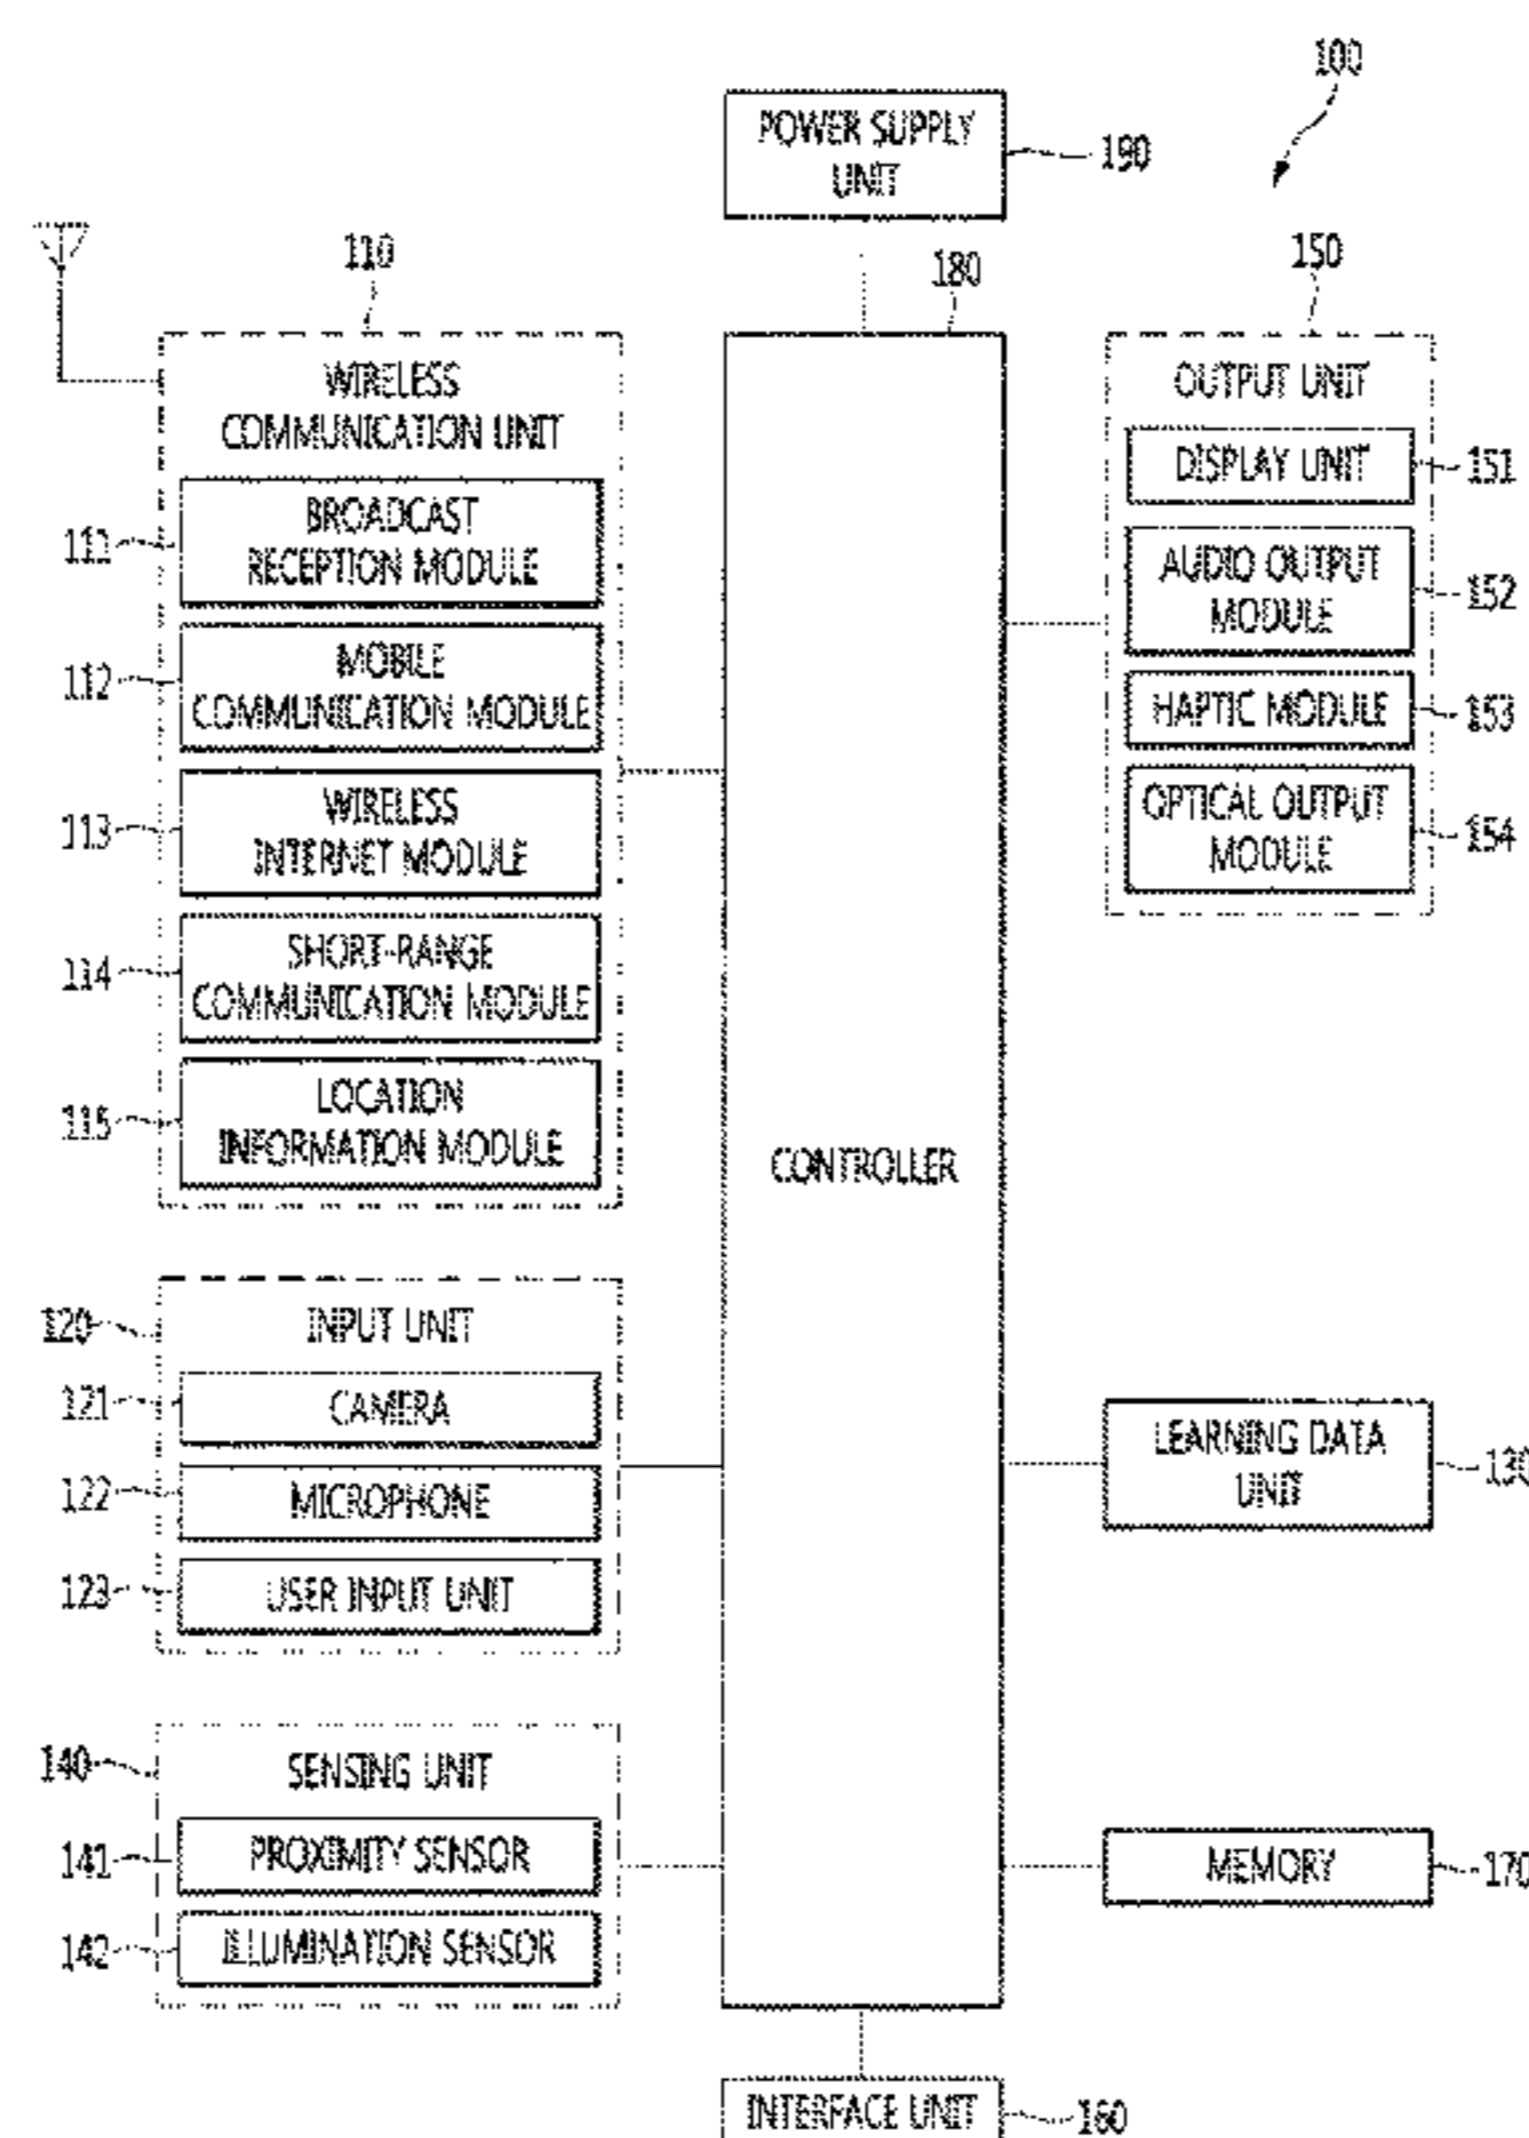 100
POWER SUPPLY
UNIT
190
110
180
150
WIRELESS
COMMUNICATION UNIT
BROADCAST
RECEPTION MODULE
111
MOBILE
COMMUNICATION MODULE
112
WIRELESS
INTERNET MODULE
113
SHORT-RANGE
COMMUNICATION MODULE
114
LOCATION
INFORMATION MODULE
115
120
INPUT UNIT
121
CAMERA
122
MICROPHONE
123
USER INPUT UNIT
140
SENSING UNIT
141
PROXIMITY SENSOR
142
ILLUMINATION SENSOR
CONTROLLER
OUTPUT UNIT
DISPLAY UNIT
151
AUDIO OUTPUT
MODULE
152
HAPTIC MODULE
153
OPTICAL OUTPUT
MODULE
154
LEARNING DATA
UNIT
130
MEMORY
170
INTERFACE UNIT
160